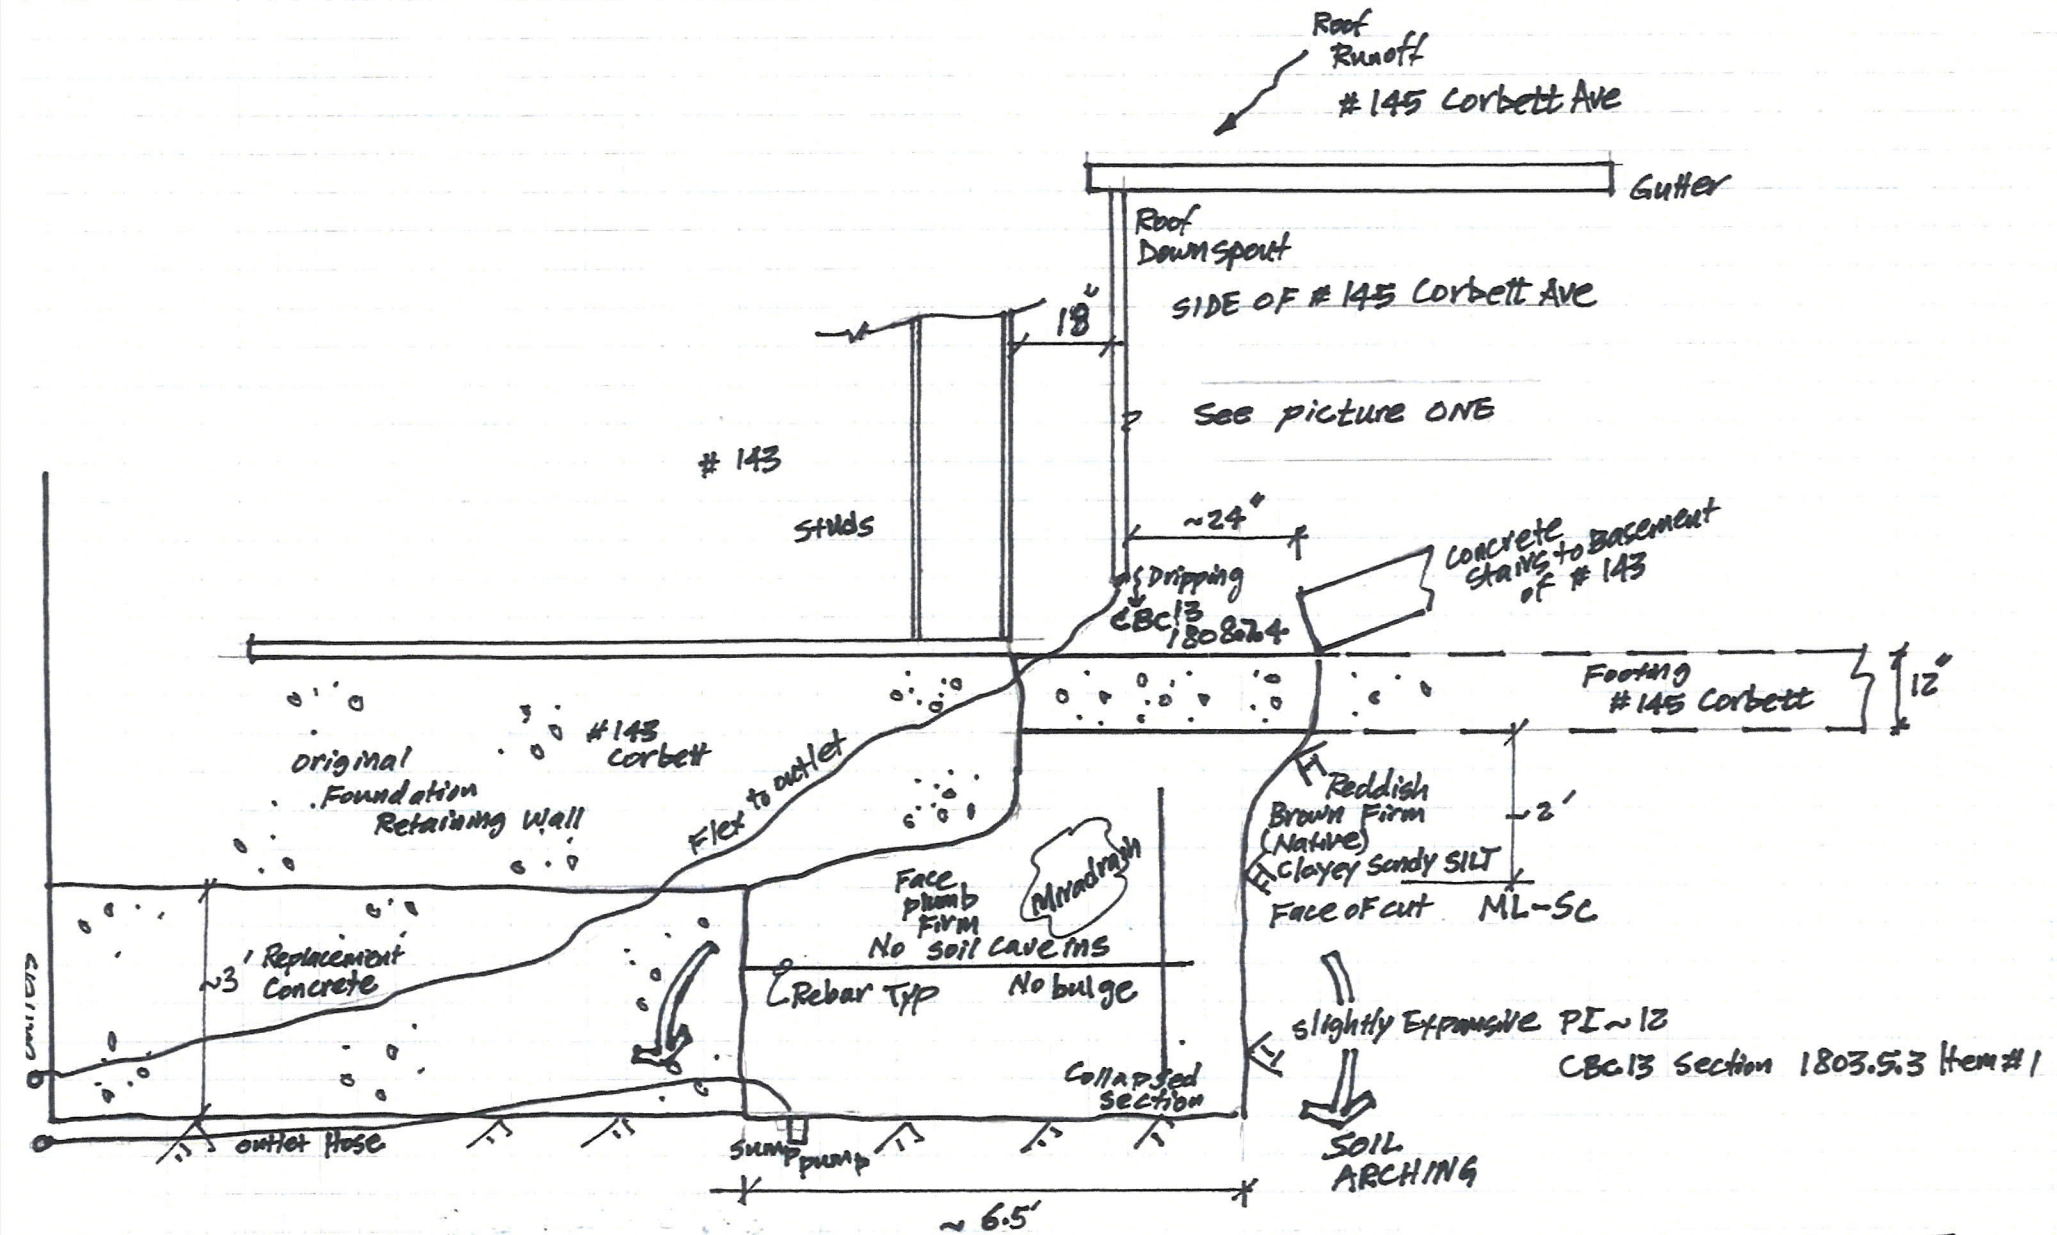 Roof
Runoff
# 145 Corbett Ave
Gutter
Roof
Downspout
SIDE OF # 145 Corbett Ave
18"
See picture ONE
# 143
Studs
~24"
Concrete
Stairs to Basement
of # 143
Dripping
CBC13
1808.7.4
Footing
# 145 Corbett
12"
# 143
Corbett
Original
Foundation
Retaining Wall
Flex to outlet
Reddish
Brown Firm
(Native)
Clayey Sandy SILT
2'
Face of cut
ML-SC
Miradrain
Face
plumb
Firm
No soil cave ins
~3'
Replacement
Concrete
Rebar Typ
No bulge
Slightly Expansive PI~12
CBC.13 Section 1803.5.3 Item #1
Collapsed
section
outlet Hose
sump pump
SOIL
ARCHING
~ 6.5'